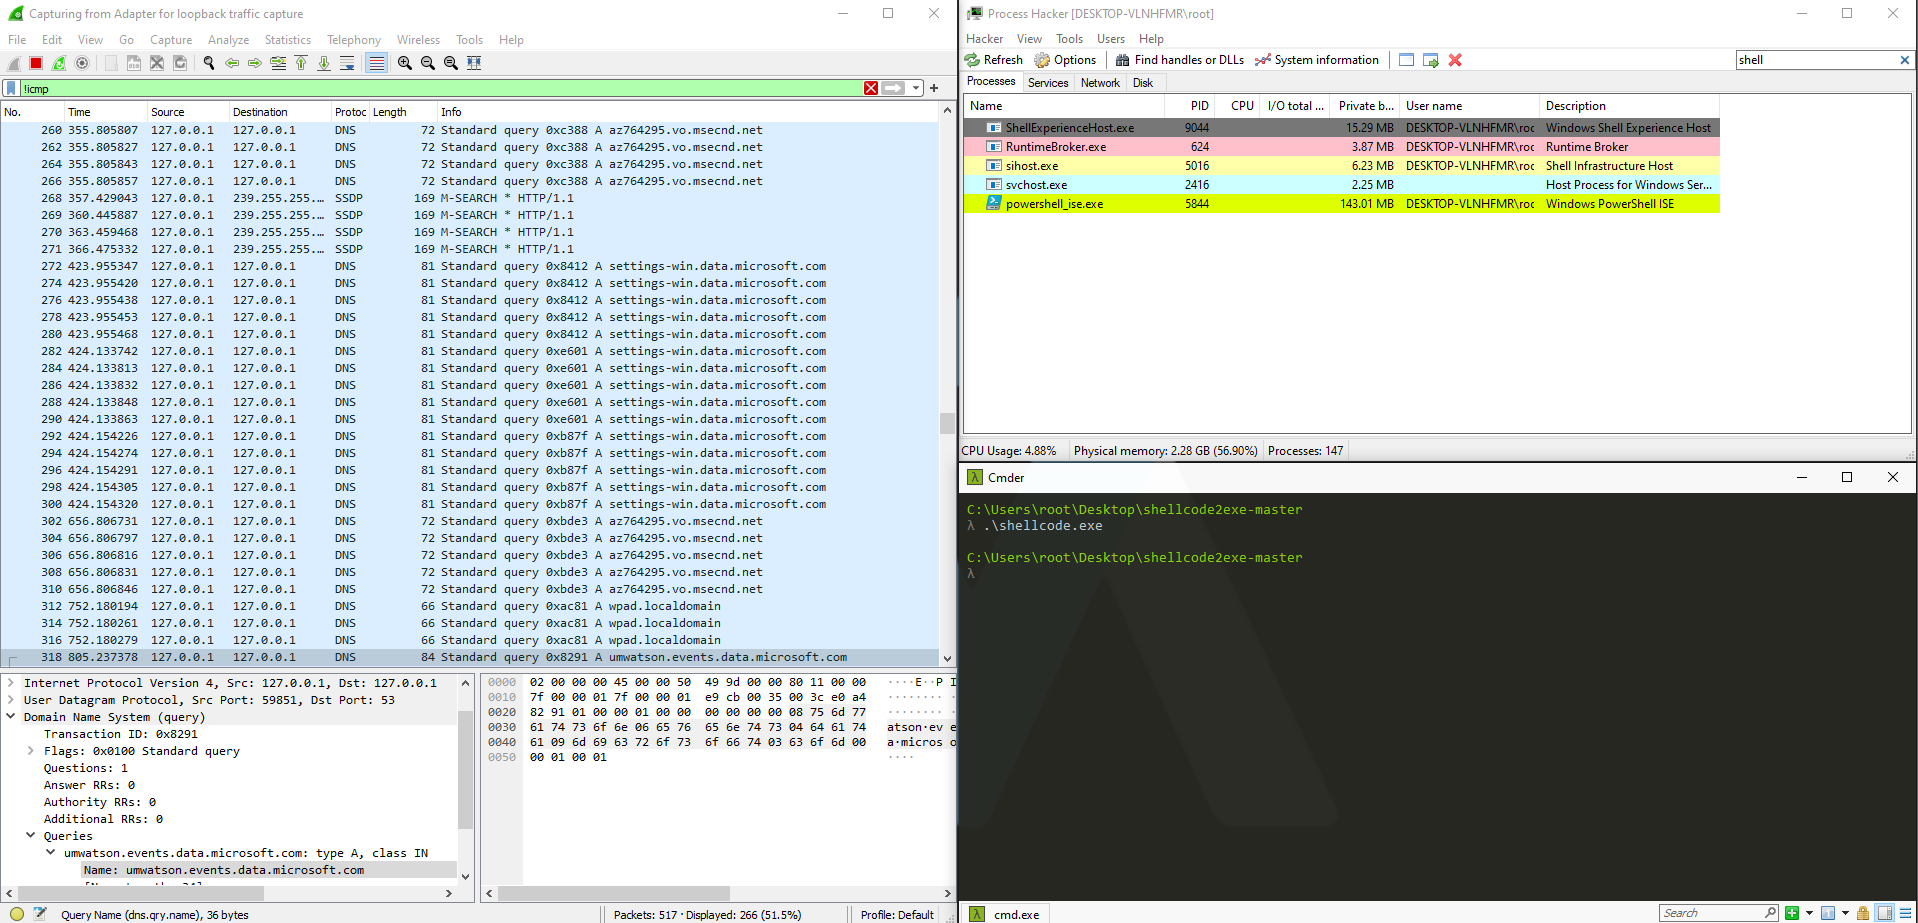 Capturing from Adapter for loopback traffic capture
File Edit View Go Capture Analyze Statistics Telephony Wireless Tools Help
!icmp
No. Time Source Destination Protoc Length Info
260 355.805807 127.0.0.1 127.0.0.1 DNS 72 Standard query 0xc388 A az764295.vo.msecnd.net
262 355.805827 127.0.0.1 127.0.0.1 DNS 72 Standard query 0xc388 A az764295.vo.msecnd.net
264 355.805843 127.0.0.1 127.0.0.1 DNS 72 Standard query 0xc388 A az764295.vo.msecnd.net
266 355.805857 127.0.0.1 127.0.0.1 DNS 72 Standard query 0xc388 A az764295.vo.msecnd.net
268 357.429043 127.0.0.1 239.255.255.... SSDP 169 M-SEARCH * HTTP/1.1
269 360.445887 127.0.0.1 239.255.255.... SSDP 169 M-SEARCH * HTTP/1.1
270 363.459468 127.0.0.1 239.255.255.... SSDP 169 M-SEARCH * HTTP/1.1
271 366.475332 127.0.0.1 239.255.255.... SSDP 169 M-SEARCH * HTTP/1.1
272 423.955347 127.0.0.1 127.0.0.1 DNS 81 Standard query 0x8412 A settings-win.data.microsoft.com
274 423.955420 127.0.0.1 127.0.0.1 DNS 81 Standard query 0x8412 A settings-win.data.microsoft.com
276 423.955438 127.0.0.1 127.0.0.1 DNS 81 Standard query 0x8412 A settings-win.data.microsoft.com
278 423.955453 127.0.0.1 127.0.0.1 DNS 81 Standard query 0x8412 A settings-win.data.microsoft.com
280 423.955468 127.0.0.1 127.0.0.1 DNS 81 Standard query 0x8412 A settings-win.data.microsoft.com
282 424.133742 127.0.0.1 127.0.0.1 DNS 81 Standard query 0xe601 A settings-win.data.microsoft.com
284 424.133813 127.0.0.1 127.0.0.1 DNS 81 Standard query 0xe601 A settings-win.data.microsoft.com
286 424.133832 127.0.0.1 127.0.0.1 DNS 81 Standard query 0xe601 A settings-win.data.microsoft.com
288 424.133848 127.0.0.1 127.0.0.1 DNS 81 Standard query 0xe601 A settings-win.data.microsoft.com
290 424.133863 127.0.0.1 127.0.0.1 DNS 81 Standard query 0xe601 A settings-win.data.microsoft.com
292 424.154226 127.0.0.1 127.0.0.1 DNS 81 Standard query 0xb87f A settings-win.data.microsoft.com
294 424.154274 127.0.0.1 127.0.0.1 DNS 81 Standard query 0xb87f A settings-win.data.microsoft.com
296 424.154291 127.0.0.1 127.0.0.1 DNS 81 Standard query 0xb87f A settings-win.data.microsoft.com
298 424.154305 127.0.0.1 127.0.0.1 DNS 81 Standard query 0xb87f A settings-win.data.microsoft.com
300 424.154320 127.0.0.1 127.0.0.1 DNS 81 Standard query 0xb87f A settings-win.data.microsoft.com
302 656.806731 127.0.0.1 127.0.0.1 DNS 72 Standard query 0xbde3 A az764295.vo.msecnd.net
304 656.806797 127.0.0.1 127.0.0.1 DNS 72 Standard query 0xbde3 A az764295.vo.msecnd.net
306 656.806816 127.0.0.1 127.0.0.1 DNS 72 Standard query 0xbde3 A az764295.vo.msecnd.net
308 656.806831 127.0.0.1 127.0.0.1 DNS 72 Standard query 0xbde3 A az764295.vo.msecnd.net
310 656.806846 127.0.0.1 127.0.0.1 DNS 72 Standard query 0xbde3 A az764295.vo.msecnd.net
312 752.180194 127.0.0.1 127.0.0.1 DNS 66 Standard query 0xac81 A wpad.localdomain
314 752.180261 127.0.0.1 127.0.0.1 DNS 66 Standard query 0xac81 A wpad.localdomain
316 752.180279 127.0.0.1 127.0.0.1 DNS 66 Standard query 0xac81 A wpad.localdomain
318 805.237378 127.0.0.1 127.0.0.1 DNS 84 Standard query 0x8291 A umwatson.events.data.microsoft.com
Internet Protocol Version 4, Src: 127.0.0.1, Dst: 127.0.0.1
User Datagram Protocol, Src Port: 59851, Dst Port: 53
Domain Name System (query)
Transaction ID: 0x8291
Flags: 0x0100 Standard query
Questions: 1
Answer RRs: 0
Authority RRs: 0
Additional RRs: 0
Queries
umwatson.events.data.microsoft.com: type A, class IN
Name: umwatson.events.data.microsoft.com
0000 02 00 00 00 45 00 00 50 49 9d 00 00 80 11 00 00 ····E··P I
0010 7f 00 00 01 7f 00 00 01 e9 cb 00 35 00 3c e0 a4 ········ ·
0020 82 91 01 00 00 01 00 00 00 00 00 00 08 75 6d 77 ········ ·
0030 61 74 73 6f 6e 06 65 76 65 6e 74 73 04 64 61 74 atson·ev e
0040 61 09 6d 69 63 72 6f 73 6f 66 74 03 63 6f 6d 00 a·micros o
0050 00 01 00 01 ····
Query Name (dns.qry.name), 36 bytes
Packets: 517 · Displayed: 266 (51.5%)
Profile: Default
Process Hacker [DESKTOP-VLNHFMR\root]
Hacker View Tools Users Help
Refresh Options Find handles or DLLs System information
shell
Processes Services Network Disk
Name PID CPU I/O total ... Private b... User name Description
ShellExperienceHost.exe 9044 15.29 MB DESKTOP-VLNHFMR\roc Windows Shell Experience Host
RuntimeBroker.exe 624 3.87 MB DESKTOP-VLNHFMR\roc Runtime Broker
sihost.exe 5016 6.23 MB DESKTOP-VLNHFMR\roc Shell Infrastructure Host
svchost.exe 2416 2.25 MB Host Process for Windows Ser...
powershell_ise.exe 5844 143.01 MB DESKTOP-VLNHFMR\roc Windows PowerShell ISE
CPU Usage: 4.88% Physical memory: 2.28 GB (56.90%) Processes: 147
Cmder
C:\Users\root\Desktop\shellcode2exe-master
λ .\shellcode.exe
C:\Users\root\Desktop\shellcode2exe-master
λ
cmd.exe
Search